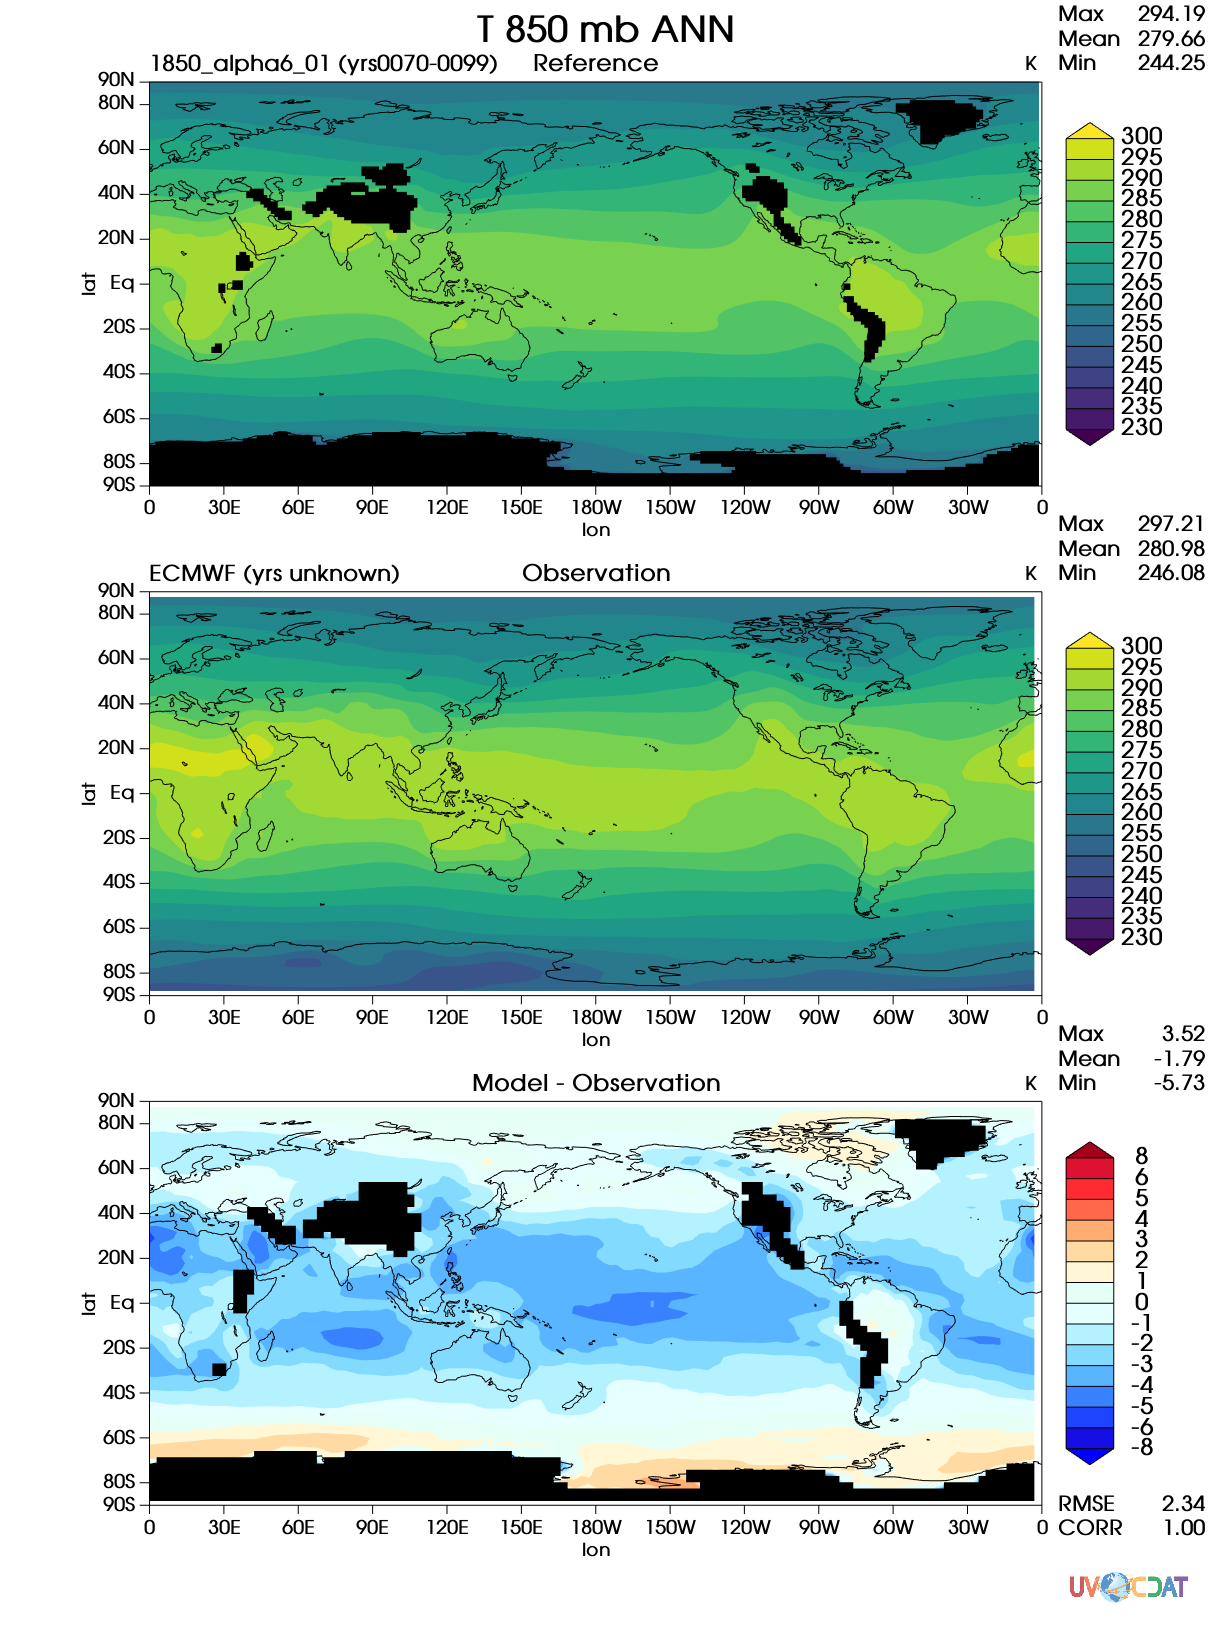 T 850 mb ANN
1850_alpha6_01 (yrs0070-0099) Reference K
Max 294.19
Mean 279.66
Min 244.25
90N
80N
60N
40N
20N
Eq
20S
40S
60S
80S
90S
lat
0 30E 60E 90E 120E 150E 180W 150W 120W 90W 60W 30W 0
lon
300
295
290
285
280
275
270
265
260
255
250
245
240
235
230
ECMWF (yrs unknown) Observation K
Max 297.21
Mean 280.98
Min 246.08
90N
80N
60N
40N
20N
Eq
20S
40S
60S
80S
90S
lat
0 30E 60E 90E 120E 150E 180W 150W 120W 90W 60W 30W 0
lon
300
295
290
285
280
275
270
265
260
255
250
245
240
235
230
Model - Observation K
Max 3.52
Mean -1.79
Min -5.73
90N
80N
60N
40N
20N
Eq
20S
40S
60S
80S
90S
lat
0 30E 60E 90E 120E 150E 180W 150W 120W 90W 60W 30W 0
lon
8
6
5
4
3
2
1
0
-1
-2
-3
-4
-5
-6
-8
RMSE 2.34
CORR 1.00
UV CDAT